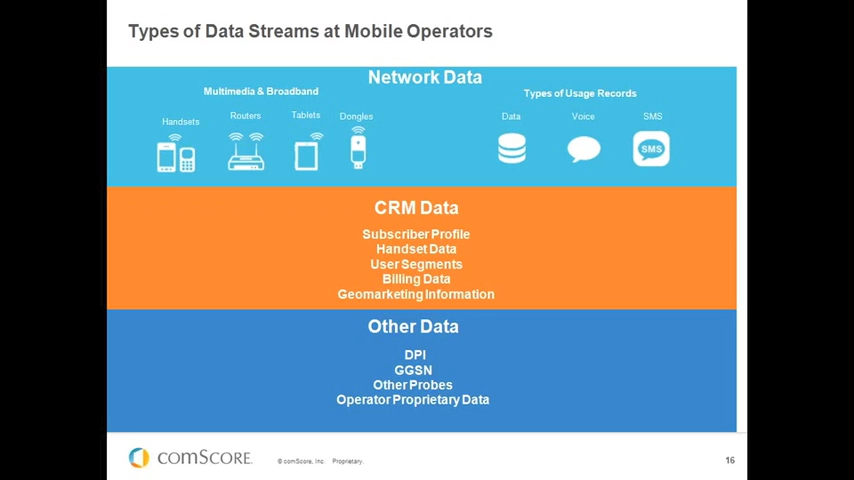 Types of Data Streams at Mobile Operators
Network Data
Multimedia & Broadband
Types of Usage Records
Handsets
Routers
Tablets
Dongles
Data
Voice
SMS
SMS
CRM Data
Subscriber Profile
Handset Data
User Segments
Billing Data
Geomarketing Information
Other Data
DPI
GGSN
Other Probes
Operator Proprietary Data
comScore.
© comScore, Inc. Proprietary.
16